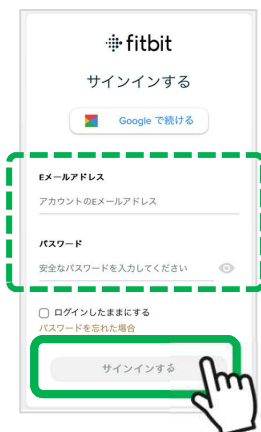 fitbit
サインインする
Google で続ける
Eメールアドレス
アカウントのEメールアドレス
パスワード
安全なパスワードを入力してください
ログインしたままにする
パスワードを忘れた場合
サインインする